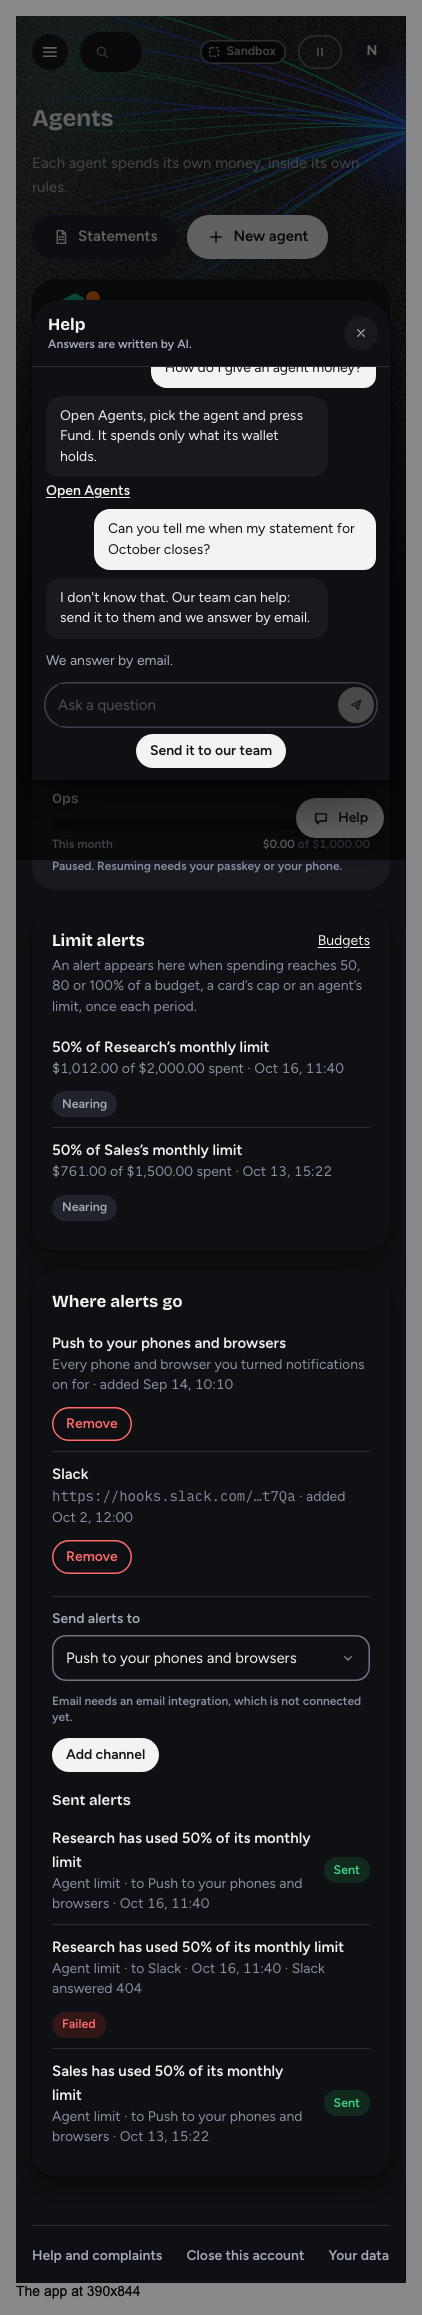 Sandbox
N
Agents
Each agent spends its own money, inside its own
rules.
Statements
New agent
Help
Answers are written by AI.
How do I give an agent money?
Open Agents, pick the agent and press
Fund. It spends only what its wallet
holds.
Open Agents
Can you tell me when my statement for
October closes?
I don't know that. Our team can help:
send it to them and we answer by email.
We answer by email.
Ask a question
Send it to our team
Ops
Help
This month
$0.00 of $1,000.00
Paused. Resuming needs your passkey or your phone.
Limit alerts
Budgets
An alert appears here when spending reaches 50,
80 or 100% of a budget, a card’s cap or an agent’s
limit, once each period.
50% of Research’s monthly limit
$1,012.00 of $2,000.00 spent · Oct 16, 11:40
Nearing
50% of Sales’s monthly limit
$761.00 of $1,500.00 spent · Oct 13, 15:22
Nearing
Where alerts go
Push to your phones and browsers
Every phone and browser you turned notifications
on for · added Sep 14, 10:10
Remove
Slack
https://hooks.slack.com/…t7Qa · added
Oct 2, 12:00
Remove
Send alerts to
Push to your phones and browsers
Email needs an email integration, which is not connected
yet.
Add channel
Sent alerts
Research has used 50% of its monthly
limit
Agent limit · to Push to your phones and
browsers · Oct 16, 11:40
Sent
Research has used 50% of its monthly limit
Agent limit · to Slack · Oct 16, 11:40 · Slack
answered 404
Failed
Sales has used 50% of its monthly
limit
Agent limit · to Push to your phones and
browsers · Oct 13, 15:22
Sent
Help and complaints
Close this account
Your data
The app at 390x844